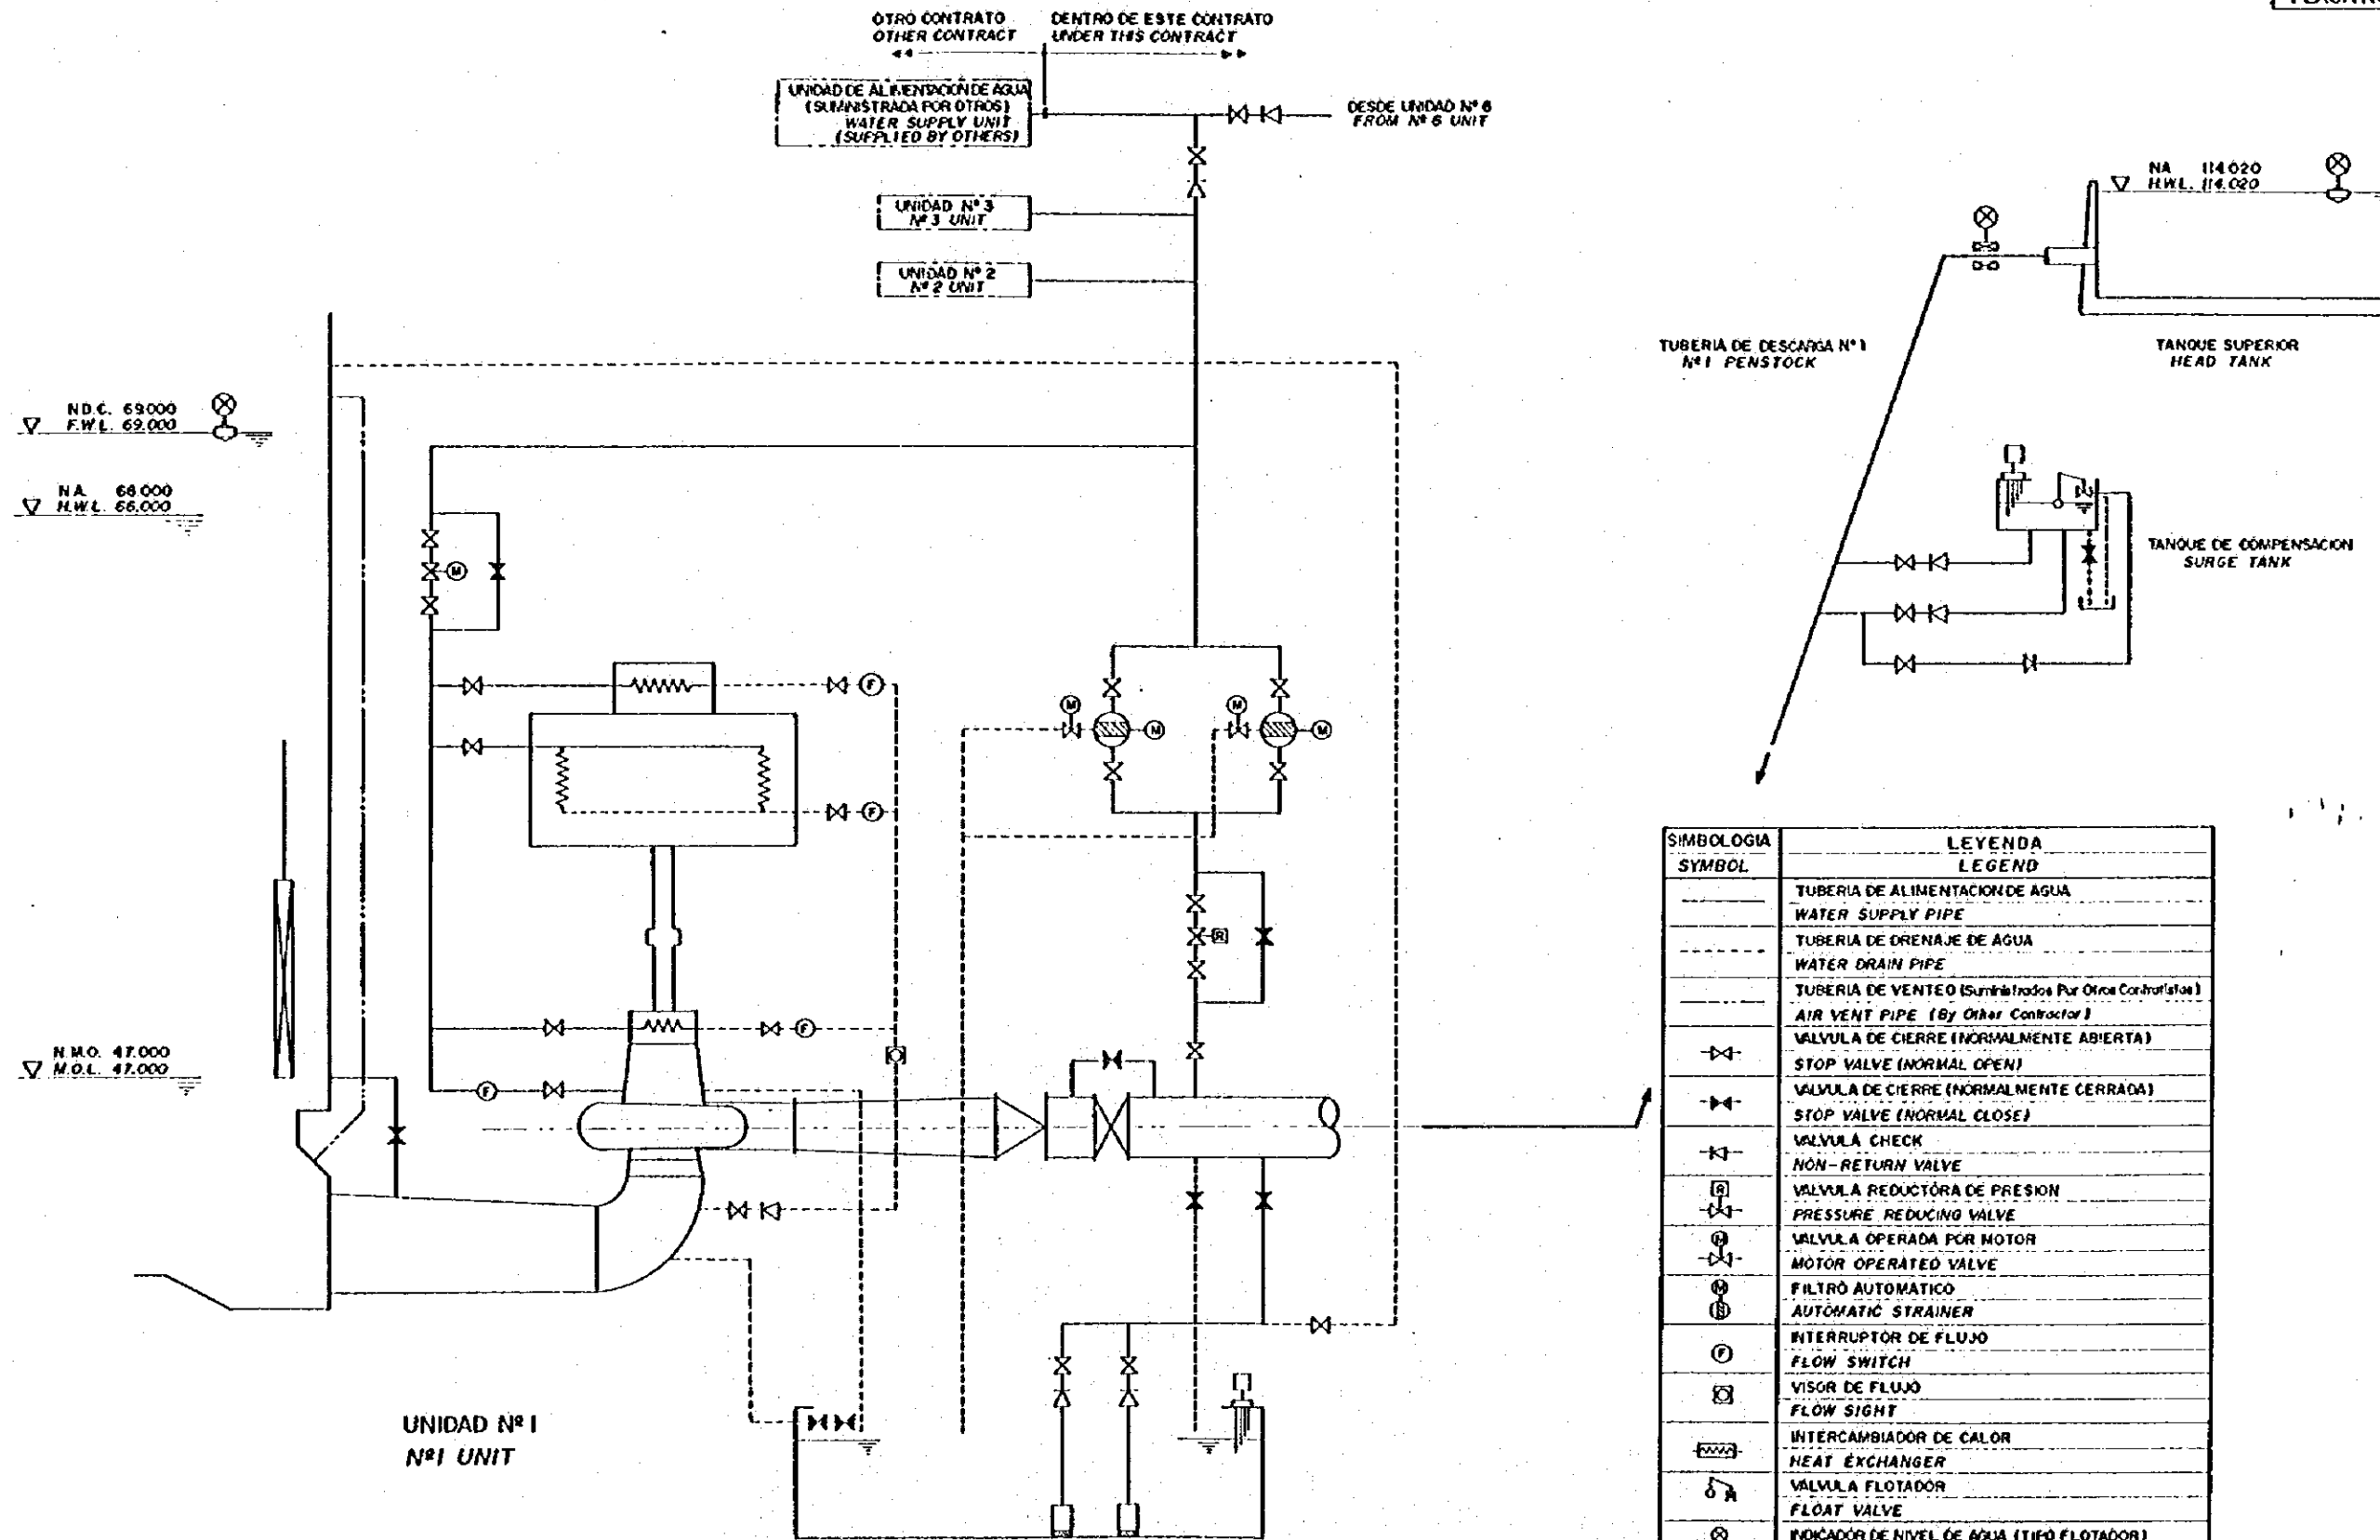 OTRO CONTRATO
OTHER CONTRACT
DENTRO DE ESTE CONTRATO
UNDER THIS CONTRACT
UNIDAD DE ALIMENTACION DE AGUA
(SUMINISTRADA POR OTROS)
WATER SUPPLY UNIT
(SUPPLIED BY OTHERS)
DESDE UNIDAD Nº 6
FROM Nº 6 UNIT
UNIDAD Nº 3
Nº 3 UNIT
UNIDAD Nº 2
Nº 2 UNIT
NA 114.020
H.W.L. 114.020
TUBERIA DE DESCARGA Nº 1
Nº 1 PENSTOCK
TANQUE SUPERIOR
HEAD TANK
N.D.C. 69.000
F.W.L. 69.000
N.A. 66.000
H.W.L. 66.000
M
TANQUE DE COMPENSACION
SURGE TANK
F
M
M
M
M
F
R
F
F
N.M.O. 47.000
M.O.L. 47.000
UNIDAD Nº 1
Nº 1 UNIT
SIMBOLOGIA
SYMBOL
LEYENDA
LEGEND
TUBERIA DE ALIMENTACION DE AGUA
WATER SUPPLY PIPE
TUBERIA DE DRENAJE DE AGUA
WATER DRAIN PIPE
TUBERIA DE VENTEO (Suministrados Por Otros Contratistas)
AIR VENT PIPE (By Other Contractor)
VALVULA DE CIERRE (NORMALMENTE ABIERTA)
STOP VALVE (NORMAL OPEN)
VALVULA DE CIERRE (NORMALMENTE CERRADA)
STOP VALVE (NORMAL CLOSE)
VALVULA CHECK
NON-RETURN VALVE
R
VALVULA REDUCTORA DE PRESION
PRESSURE REDUCING VALVE
M
VALVULA OPERADA POR MOTOR
MOTOR OPERATED VALVE
M
FILTRO AUTOMATICO
AUTOMATIC STRAINER
F
INTERRUPTOR DE FLUJO
FLOW SWITCH
VISOR DE FLUJO
FLOW SIGHT
INTERCAMBIADOR DE CALOR
HEAT EXCHANGER
VALVULA FLOTADOR
FLOAT VALVE
INDICADOR DE NIVEL DE AGUA (TIPO FLOTADOR)